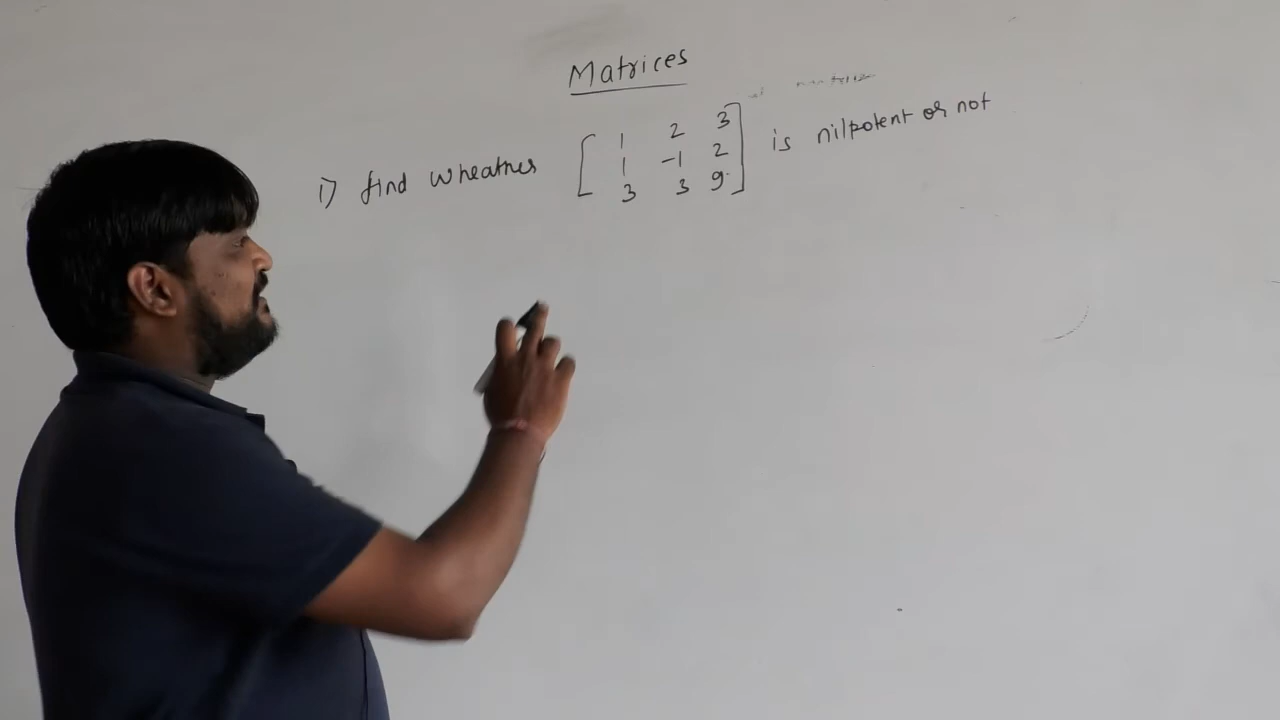 Matrices
1) find wheather [ 1 2 3 ] is nilpotent or not
1 -1 2
3 3 9